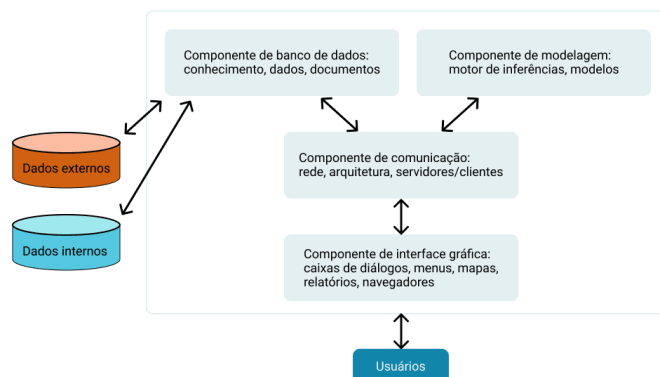 Componente de banco de dados:
conhecimento, dados, documentos
Componente de modelagem:
motor de inferências, modelos
Dados externos
Componente de comunicação:
rede, arquitetura, servidores/clientes
Dados internos
Componente de interface gráfica:
caixas de diálogos, menus, mapas,
relatórios, navegadores
Usuários